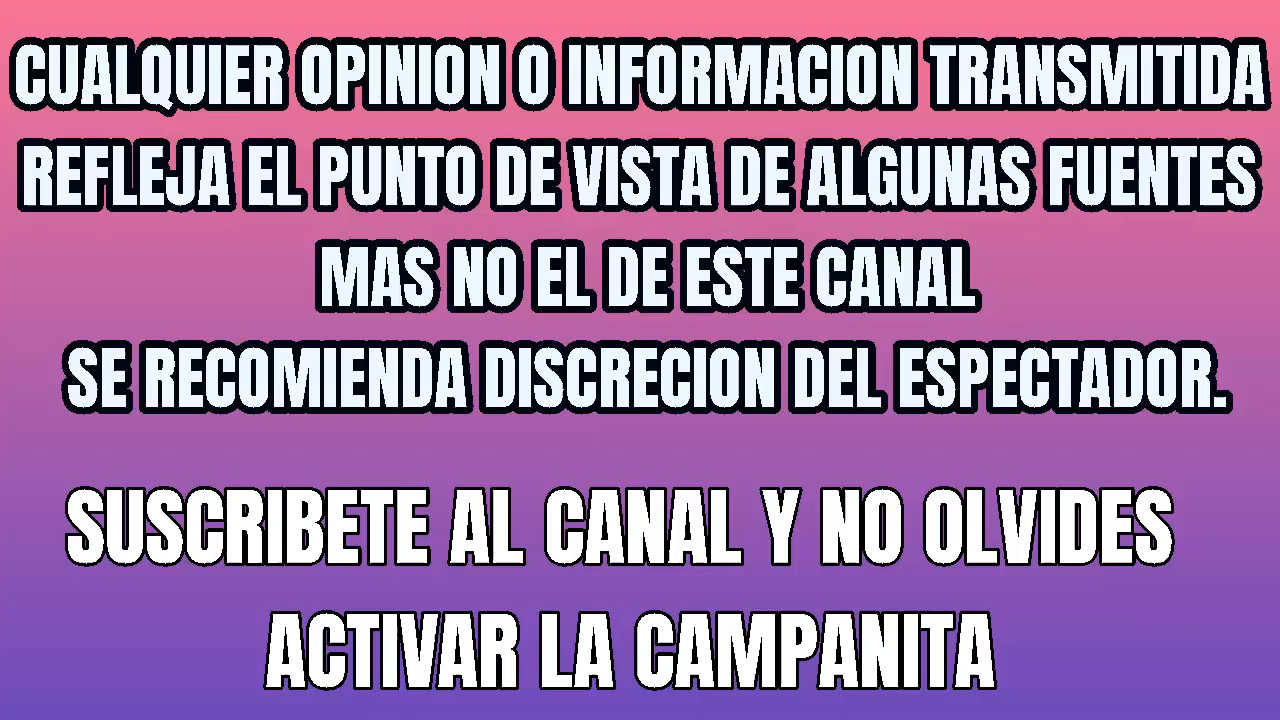 CUALQUIER OPINION O INFORMACION TRANSMITIDA
REFLEJA EL PUNTO DE VISTA DE ALGUNAS FUENTES
MAS NO EL DE ESTE CANAL
SE RECOMIENDA DISCRECION DEL ESPECTADOR.
SUSCRIBETE AL CANAL Y NO OLVIDES
ACTIVAR LA CAMPANITA